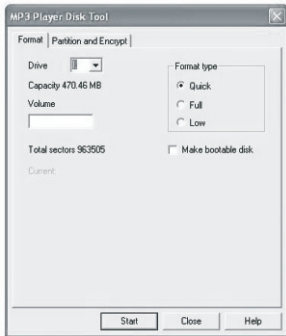 MP3 Player Disk Tool
Format Partition and Encrypt
Drive
Capacity 470.46 MB
Volume
Total sectors 963505
Current:
Format type
Quick
Full
Low
Make bootable disk
Start Close Help